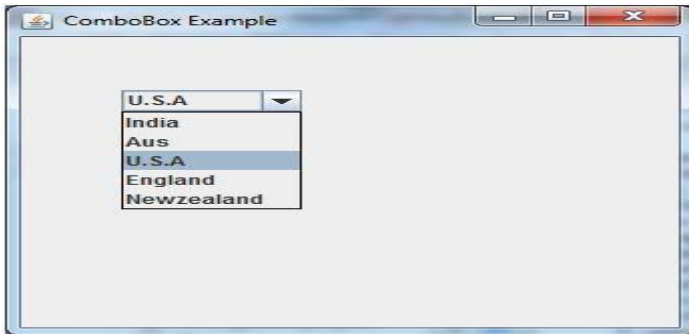 ComboBox Example
U.S.A
India
Aus
U.S.A
England
Newzealand